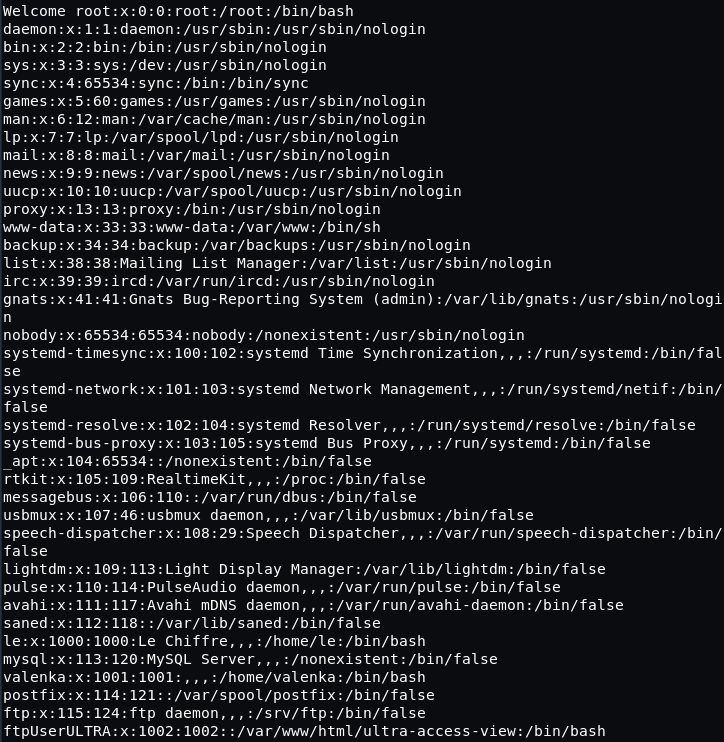 Welcome root:x:0:0:root:/root:/bin/bash
daemon:x:1:1:daemon:/usr/sbin:/usr/sbin/nologin
bin:x:2:2:bin:/bin:/usr/sbin/nologin
sys:x:3:3:sys:/dev:/usr/sbin/nologin
sync:x:4:65534:sync:/bin:/bin/sync
games:x:5:60:games:/usr/games:/usr/sbin/nologin
man:x:6:12:man:/var/cache/man:/usr/sbin/nologin
lp:x:7:7:lp:/var/spool/lpd:/usr/sbin/nologin
mail:x:8:8:mail:/var/mail:/usr/sbin/nologin
news:x:9:9:news:/var/spool/news:/usr/sbin/nologin
uucp:x:10:10:uucp:/var/spool/uucp:/usr/sbin/nologin
proxy:x:13:13:proxy:/bin:/usr/sbin/nologin
www-data:x:33:33:www-data:/var/www:/bin/sh
backup:x:34:34:backup:/var/backups:/usr/sbin/nologin
list:x:38:38:Mailing List Manager:/var/list:/usr/sbin/nologin
irc:x:39:39:ircd:/var/run/ircd:/usr/sbin/nologin
gnats:x:41:41:Gnats Bug-Reporting System (admin):/var/lib/gnats:/usr/sbin/nologi
n
nobody:x:65534:65534:nobody:/nonexistent:/usr/sbin/nologin
systemd-timesync:x:100:102:systemd Time Synchronization,,,:/run/systemd:/bin/fal
se
systemd-network:x:101:103:systemd Network Management,,,:/run/systemd/netif:/bin/
false
systemd-resolve:x:102:104:systemd Resolver,,,:/run/systemd/resolve:/bin/false
systemd-bus-proxy:x:103:105:systemd Bus Proxy,,,:/run/systemd:/bin/false
_apt:x:104:65534::/nonexistent:/bin/false
rtkit:x:105:109:RealtimeKit,,,:/proc:/bin/false
messagebus:x:106:110::/var/run/dbus:/bin/false
usbmux:x:107:46:usbmux daemon,,,:/var/lib/usbmux:/bin/false
speech-dispatcher:x:108:29:Speech Dispatcher,,,:/var/run/speech-dispatcher:/bin/
false
lightdm:x:109:113:Light Display Manager:/var/lib/lightdm:/bin/false
pulse:x:110:114:PulseAudio daemon,,,:/var/run/pulse:/bin/false
avahi:x:111:117:Avahi mDNS daemon,,,:/var/run/avahi-daemon:/bin/false
saned:x:112:118::/var/lib/saned:/bin/false
le:x:1000:1000:Le Chiffre,,,:/home/le:/bin/bash
mysql:x:113:120:MySQL Server,,,:/nonexistent:/bin/false
valenka:x:1001:1001:,,,:/home/valenka:/bin/bash
postfix:x:114:121::/var/spool/postfix:/bin/false
ftp:x:115:124:ftp daemon,,,:/srv/ftp:/bin/false
ftpUserULTRA:x:1002:1002::/var/www/html/ultra-access-view:/bin/bash